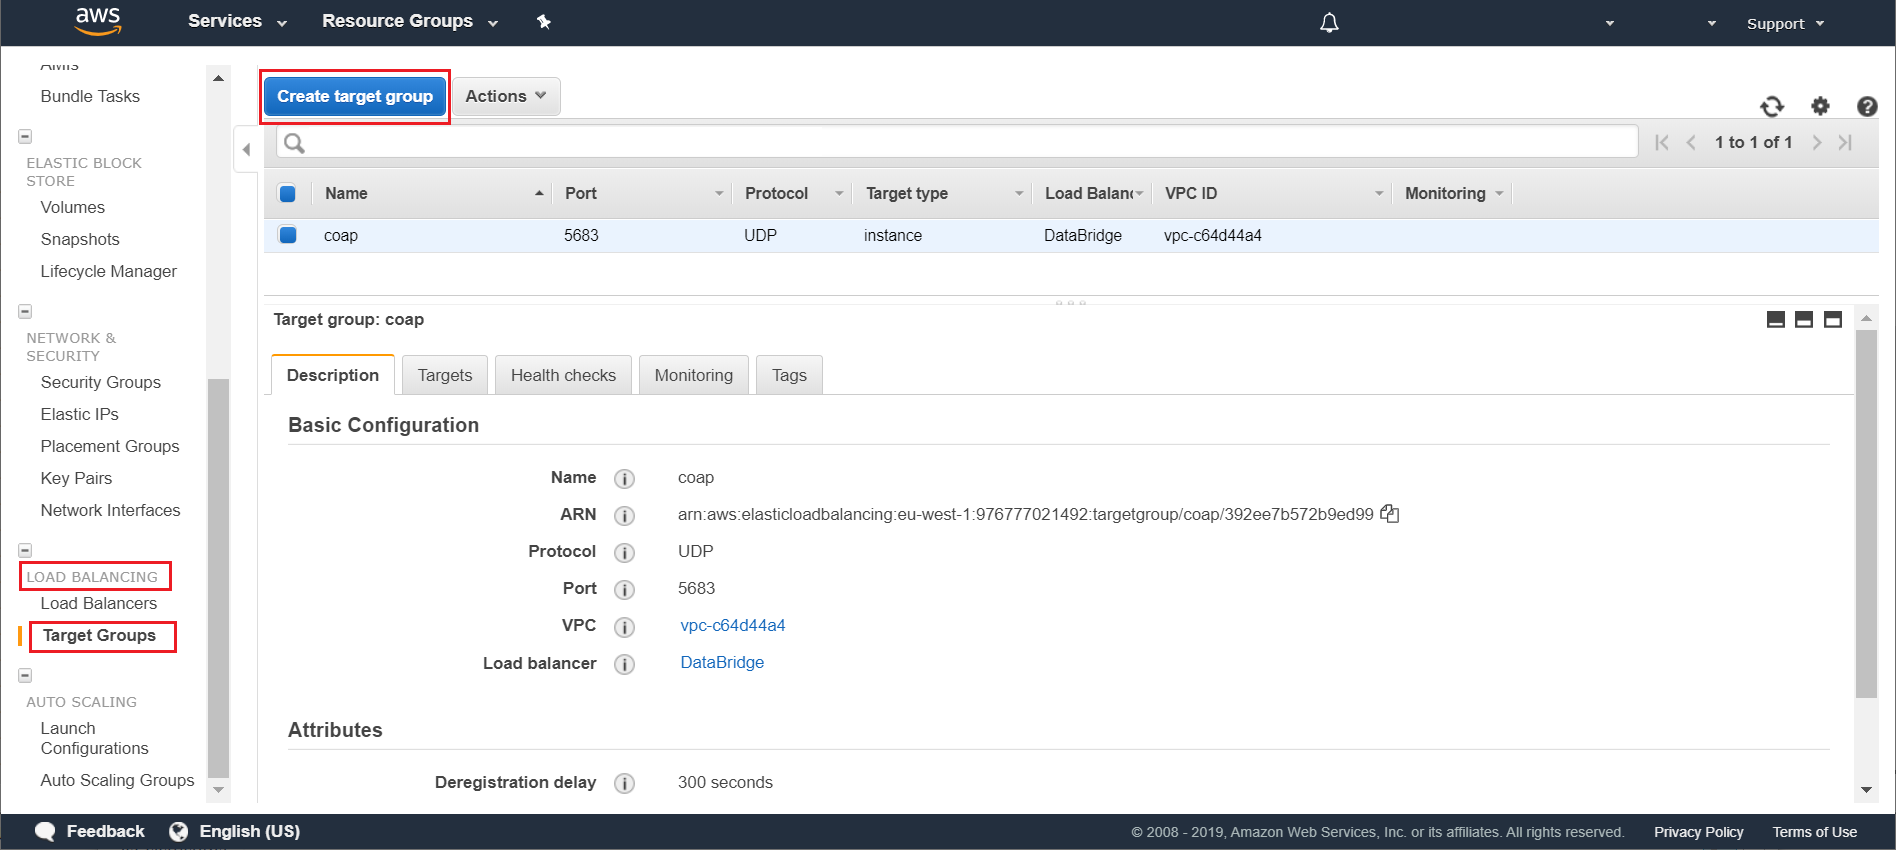 aws Services Resource Groups Support
AMIs
Bundle Tasks
ELASTIC BLOCK
STORE
Volumes
Snapshots
Lifecycle Manager
NETWORK &
SECURITY
Security Groups
Elastic IPs
Placement Groups
Key Pairs
Network Interfaces
LOAD BALANCING
Load Balancers
Target Groups
AUTO SCALING
Launch
Configurations
Auto Scaling Groups
Create target group Actions
1 to 1 of 1
Name Port Protocol Target type Load Balanc VPC ID Monitoring
coap 5683 UDP instance DataBridge vpc-c64d44a4
Target group: coap
Description Targets Health checks Monitoring Tags
Basic Configuration
Name coap
ARN arn:aws:elasticloadbalancing:eu-west-1:976777021492:targetgroup/coap/392ee7b572b9ed99
Protocol UDP
Port 5683
VPC vpc-c64d44a4
Load balancer DataBridge
Attributes
Deregistration delay 300 seconds
Feedback English (US) © 2008 - 2019, Amazon Web Services, Inc. or its affiliates. All rights reserved. Privacy Policy Terms of Use